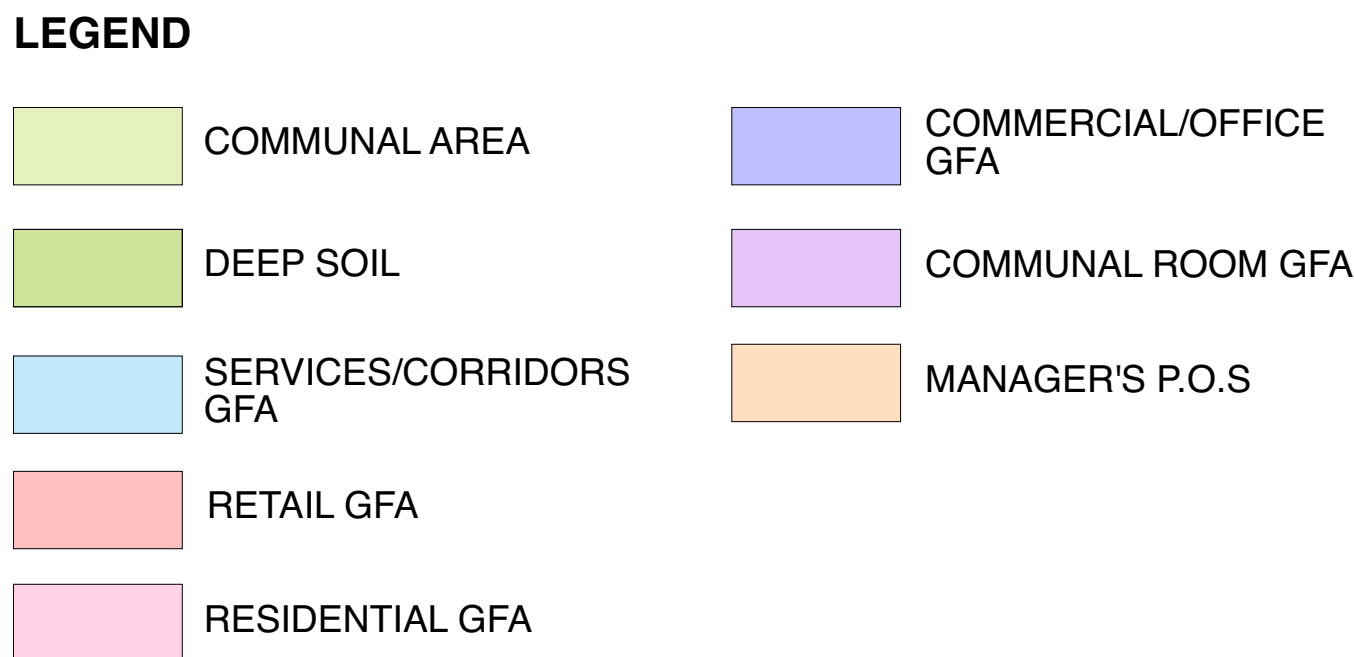 LEGEND
COMMUNAL AREA
DEEP SOIL
SERVICES/CORRIDORS
GFA
RETAIL GFA
RESIDENTIAL GFA
COMMERCIAL/OFFICE
GFA
COMMUNAL ROOM GFA
MANAGER'S P.O.S